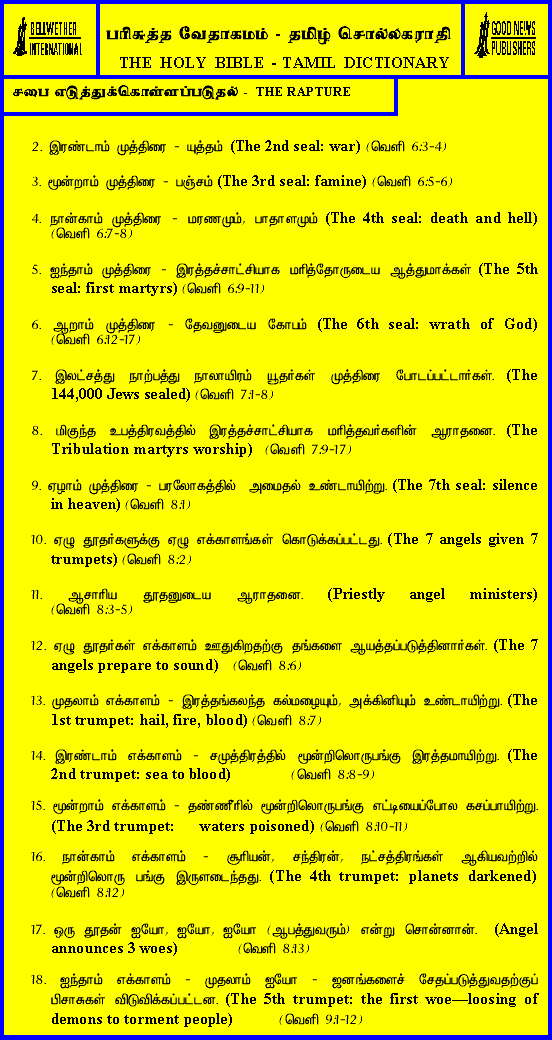 BELLWETHER
INTERNATIONAL
பரிசுத்த வேதாகமம் - தமிழ் சொல்லகராதி
THE HOLY BIBLE - TAMIL DICTIONARY
GOOD NEWS
PUBLISHERS
சபை எடுத்துக்கொள்ளப்படுதல் - THE RAPTURE
2. இரண்டாம் முத்திரை - யுத்தம் (The 2nd seal: war) (வெளி 6:3-4)
3. மூன்றாம் முத்திரை - பஞ்சம் (The 3rd seal: famine) (வெளி 6:5-6)
4. நான்காம் முத்திரை - மரணமும், பாதாளமும் (The 4th seal: death and hell)
(வெளி 6:7-8)
5. ஐந்தாம் முத்திரை - இரத்தச்சாட்சியாக மரித்தோருடைய ஆத்துமாக்கள் (The 5th
seal: first martyrs) (வெளி 6:9-11)
6. ஆறாம் முத்திரை - தேவனுடைய கோபம் (The 6th seal: wrath of God)
(வெளி 6:12-17)
7. இலட்சத்து நாற்பத்து நாலாயிரம் யூதர்கள் முத்திரை போடப்பட்டார்கள். (The
144,000 Jews sealed) (வெளி 7:1-8)
8. மிகுந்த உபத்திரவத்தில் இரத்தச்சாட்சியாக மரித்தவர்களின் ஆராதனை. (The
Tribulation martyrs worship) (வெளி 7:9-17)
9. ஏழாம் முத்திரை - பரலோகத்தில் அமைதல் உண்டாயிற்று. (The 7th seal: silence
in heaven) (வெளி 8:1)
10. ஏழு தூதர்களுக்கு ஏழு எக்காளங்கள் கொடுக்கப்பட்டது. (The 7 angels given 7
trumpets) (வெளி 8:2)
11. ஆசாரிய தூதனுடைய ஆராதனை. (Priestly angel ministers)
(வெளி 8:3-5)
12. ஏழு தூதர்கள் எக்காளம் ஊதுகிறதற்கு தங்களை ஆயத்தப்படுத்தினார்கள். (The 7
angels prepare to sound) (வெளி 8:6)
13. முதலாம் எக்காளம் - இரத்தங்கலந்த கல்மழையும், அக்கினியும் உண்டாயிற்று. (The
1st trumpet: hail, fire, blood) (வெளி 8:7)
14. இரண்டாம் எக்காளம் - சமுத்திரத்தில் மூன்றிலொருபங்கு இரத்தமாயிற்று. (The
2nd trumpet: sea to blood) (வெளி 8:8-9)
15. மூன்றாம் எக்காளம் - தண்ணீரில் மூன்றிலொருபங்கு எட்டியைப்போல கசப்பாயிற்று.
(The 3rd trumpet: waters poisoned) (வெளி 8:10-11)
16. நான்காம் எக்காளம் - சூரியன், சந்திரன், நட்சத்திரங்கள் ஆகியவற்றில்
மூன்றிலொரு பங்கு இருளடைந்தது. (The 4th trumpet: planets darkened)
(வெளி 8:12)
17. ஒரு தூதன் ஐயோ, ஐயோ, ஐயோ (ஆபத்துவரும்) என்று சொன்னான். (Angel
announces 3 woes) (வெளி 8:13)
18. ஐந்தாம் எக்காளம் - முதலாம் ஐயோ - ஜனங்களைச் சேதப்படுத்துவதற்குப்
பிசாசுகள் விடுவிக்கப்பட்டன. (The 5th trumpet: the first woe—loosing of
demons to torment people) (வெளி 9:1-12)